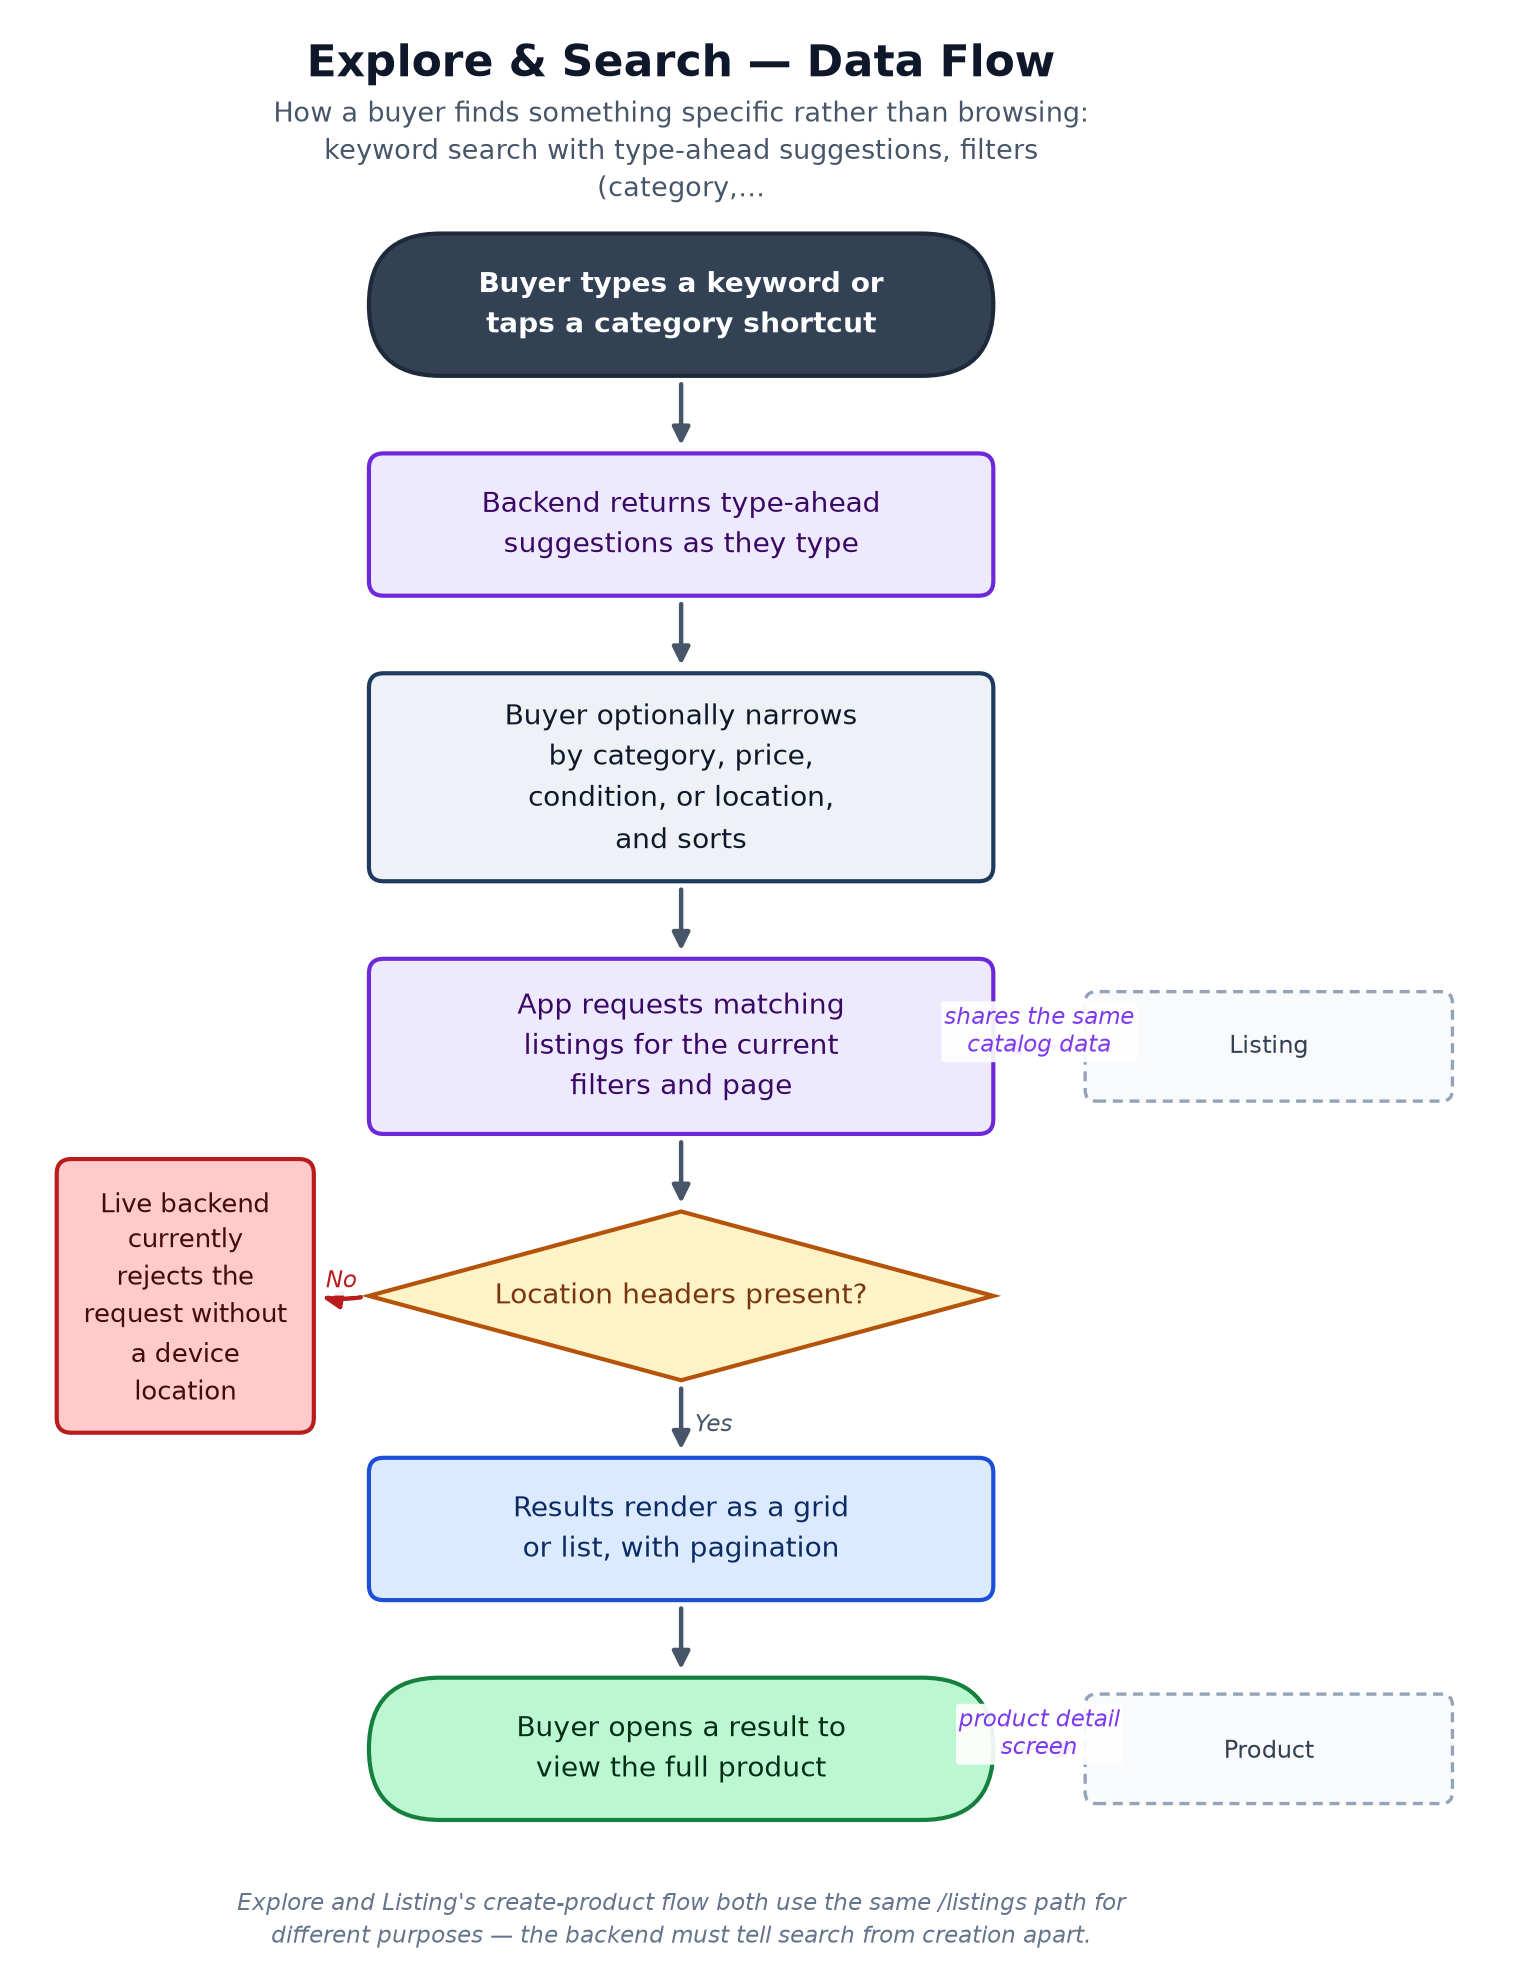 Explore & Search — Data Flow
How a buyer finds something specific rather than browsing:
keyword search with type-ahead suggestions, filters
(category,...
Buyer types a keyword or
taps a category shortcut
Backend returns type-ahead
suggestions as they type
Buyer optionally narrows
by category, price,
condition, or location,
and sorts
App requests matching
listings for the current
filters and page
shares the same
catalog data
Listing
Live backend
currently
rejects the
request without
a device
location
No
Location headers present?
Yes
Results render as a grid
or list, with pagination
Buyer opens a result to
view the full product
product detail
screen
Product
Explore and Listing's create-product flow both use the same /listings path for
different purposes — the backend must tell search from creation apart.